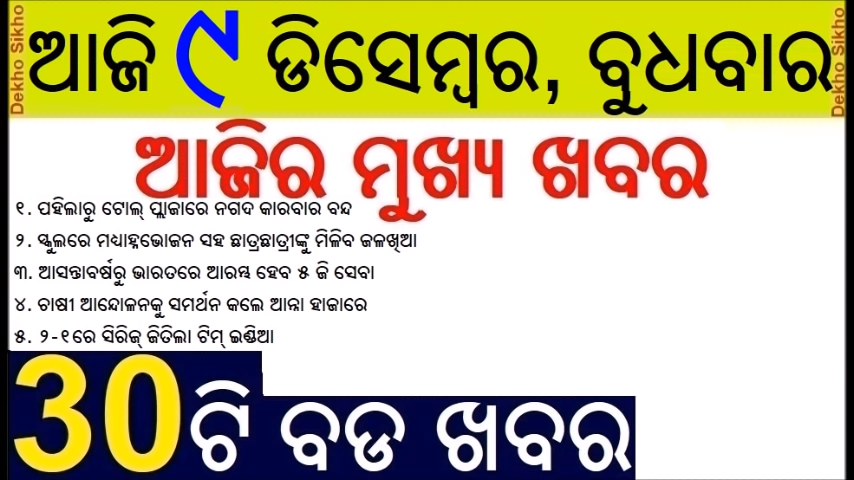 Dekho Sikho
ଆଜି ୯ ଡିସେମ୍ବର, ବୁଧବାର
Dekho Sikho
ଆଜିର ମୁଖ୍ୟ ଖବର
୧. ପହିଲାରୁ ଟୋଲ୍ ପ୍ଲାଜାରେ ନଗଦ କାରବାର ବନ୍ଦ
୨. ସ୍କୁଲରେ ମଧ୍ୟାହ୍ନଭୋଜନ ସହ ଛାତ୍ରଛାତ୍ରୀଙ୍କୁ ମିଳିବ ଜଳଖିଆ
୩. ଆସନ୍ତାବର୍ଷରୁ ଭାରତରେ ଆରମ୍ଭ ହେବ ୫ ଜି ସେବା
୪. ଚାଷୀ ଆନ୍ଦୋଳନକୁ ସମର୍ଥନ କଲେ ଆନ୍ନା ହାଜାରେ
୫. ୨-୧ରେ ସିରିଜ୍ ଜିତିଲା ଟିମ୍ ଇଣ୍ଡିଆ
30ଟି ବଡ ଖବର